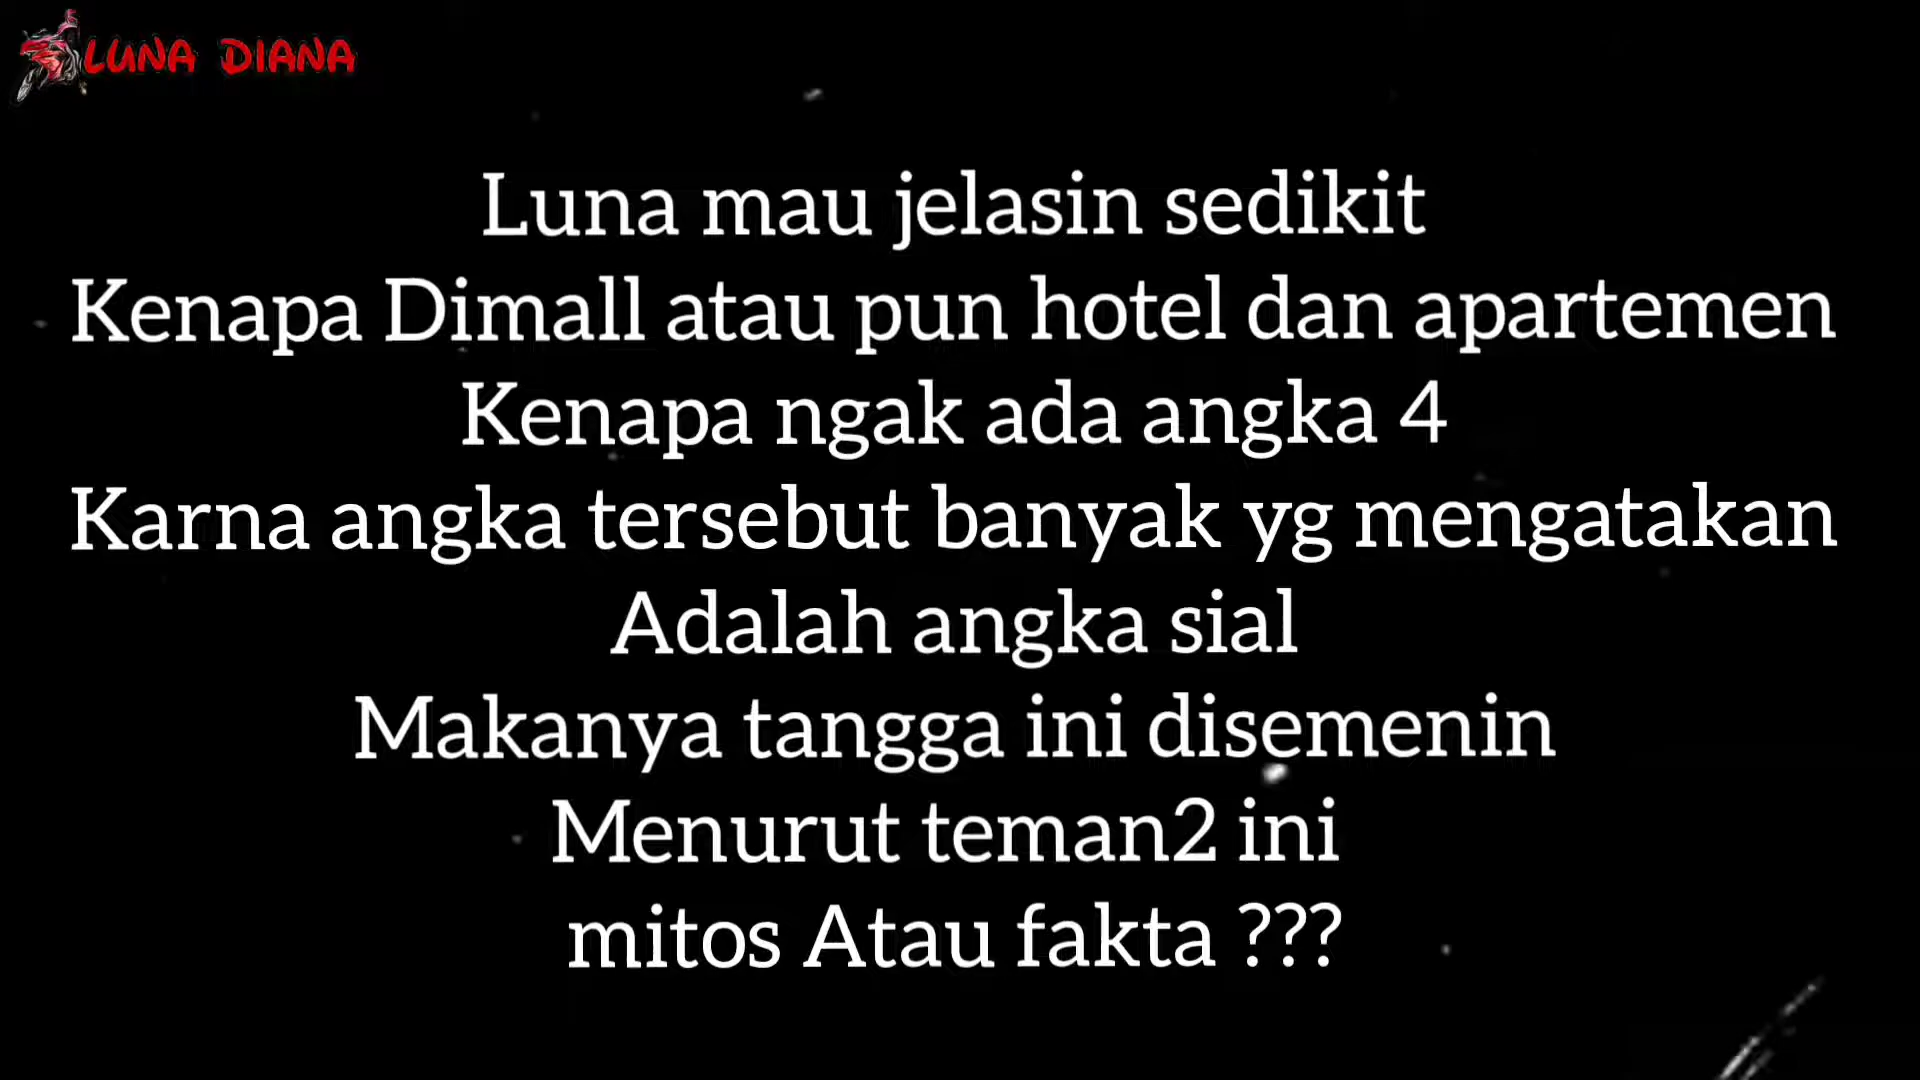 LUNA DIANA
Luna mau jelasin sedikit
Kenapa Dimall atau pun hotel dan apartemen
Kenapa ngak ada angka 4
Karna angka tersebut banyak yg mengatakan
Adalah angka sial
Makanya tangga ini disemenin
Menurut teman2 ini
mitos Atau fakta ???